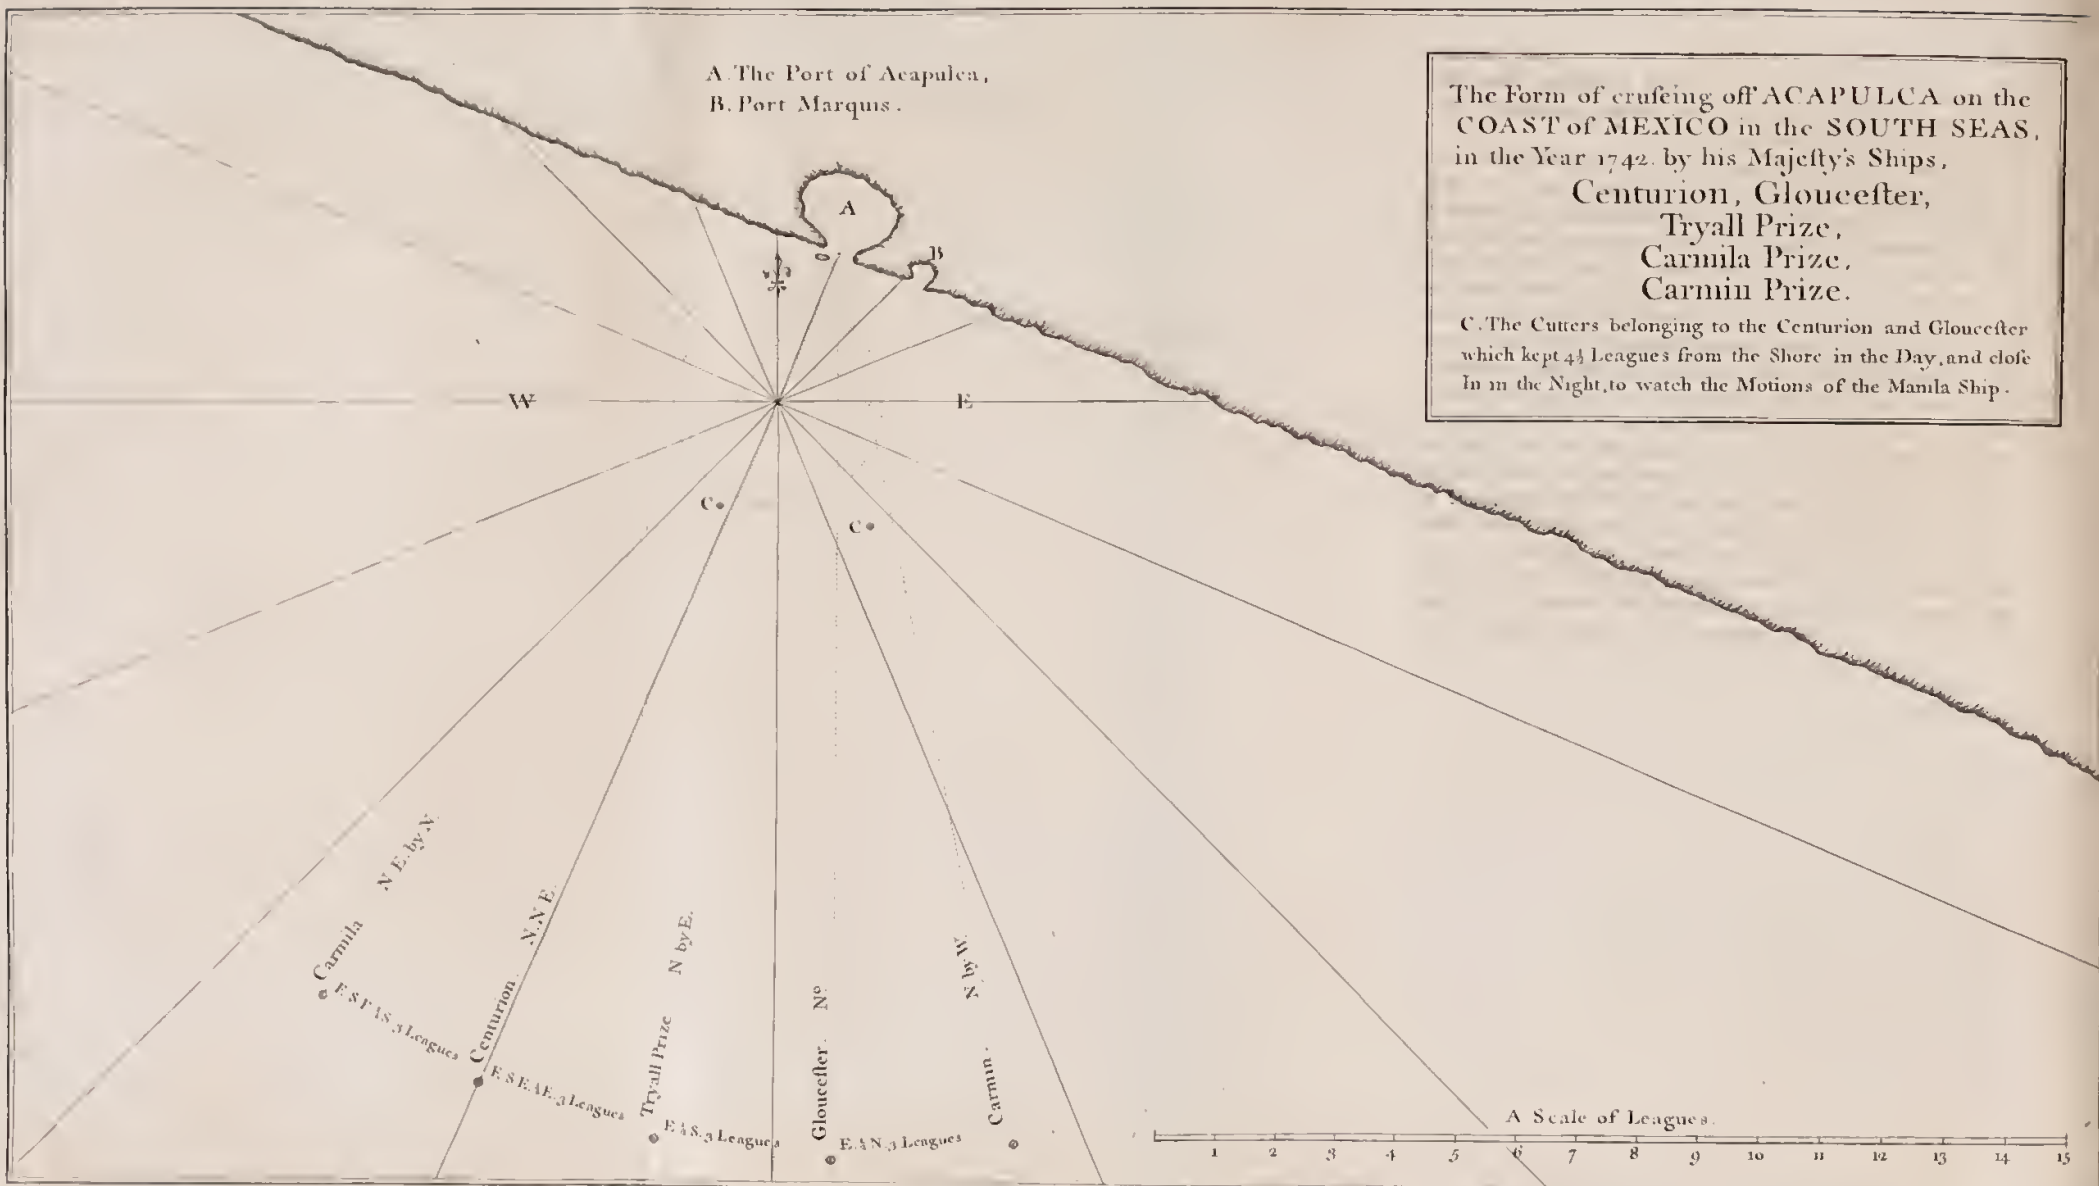 A. The Port of Acapulca,
B. Port Marquis.
The Form of cruſeing off ACAPULCA on the
COAST of MEXICO in the SOUTH SEAS,
in the Year 1742. by his Majeſty's Ships,
Centurion, Glouceſter,
Tryall Prize,
Carmila Prize,
Carmin Prize.
C. The Cutters belonging to the Centurion and Glouceſter
which kept 4½ Leagues from the Shore in the Day, and cloſe
In in the Night, to watch the Motions of the Manila Ship.
A
B
W
E
C
C
Carmila N E. by N.
Centurion N. N E.
Tryall Prize N by E.
Glouceſter. Nº
Carmin. N by W.
3 Leagues
3 Leagues
E ½ S. 3 Leagues
E ½ N. 3 Leagues
A Scale of Leagues.
1 2 3 4 5 6 7 8 9 10 11 12 13 14 15